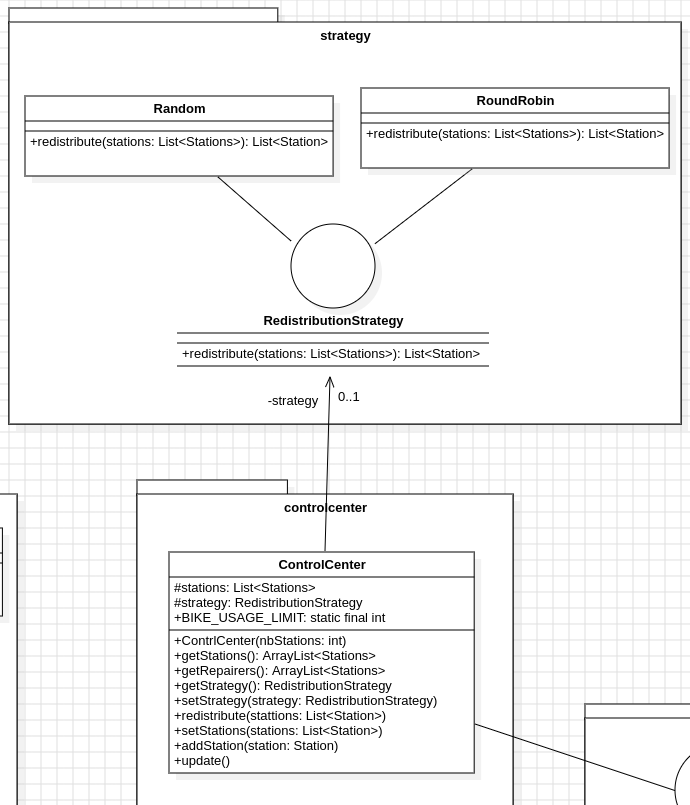 strategy
Random
+redistribute(stations: List<Stations>): List<Station>
RoundRobin
+redistribute(stations: List<Stations>): List<Station>
RedistributionStrategy
+redistribute(stations: List<Stations>): List<Station>
-strategy
0..1
controlcenter
ControlCenter
#stations: List<Stations>
#strategy: RedistributionStrategy
+BIKE_USAGE_LIMIT: static final int
+ContrlCenter(nbStations: int)
+getStations(): ArrayList<Stations>
+getRepairers(): ArrayList<Stations>
+getStrategy(): RedistributionStrategy
+setStrategy(strategy: RedistributionStrategy)
+redistribute(stattions: List<Station>)
+setStations(stations: List<Station>)
+addStation(station: Station)
+update()